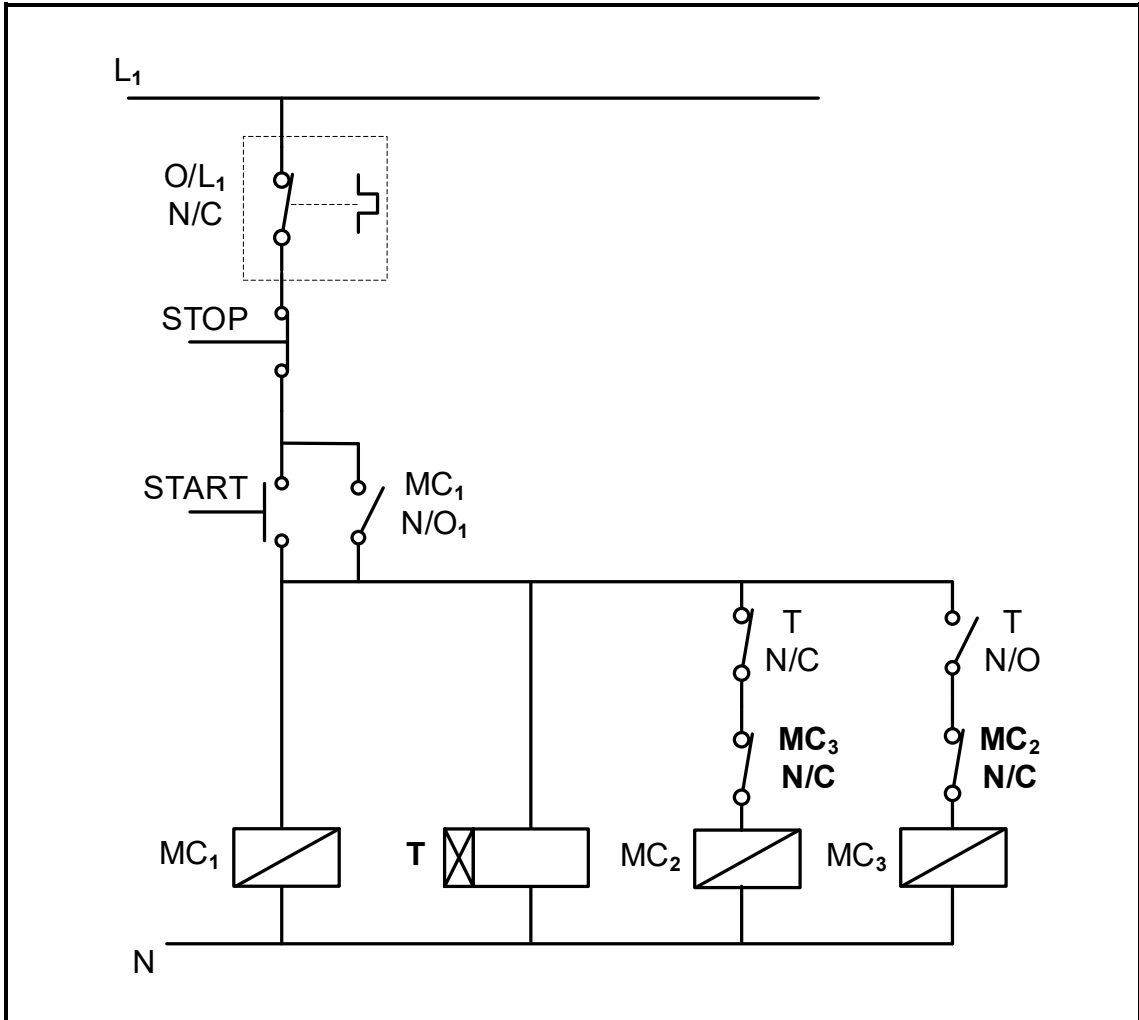 L₁
O/L₁
N/C
STOP
START
MC₁
N/O₁
T
N/C
T
N/O
MC₃
N/C
MC₂
N/C
MC₁
T
MC₂
MC₃
N